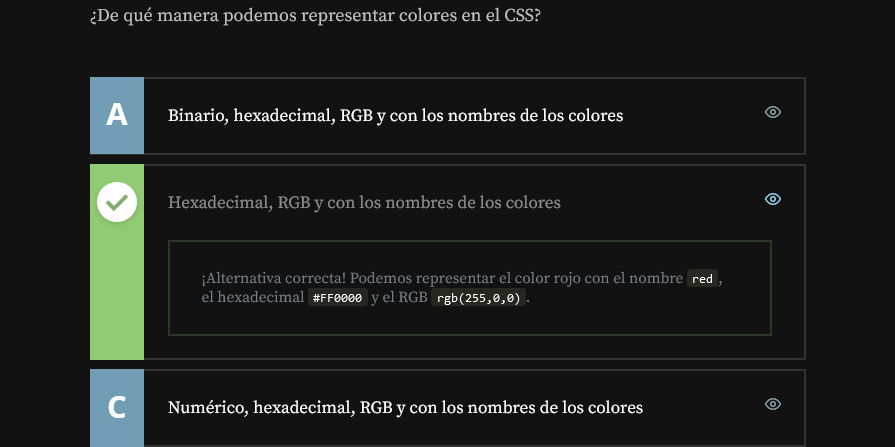 ¿De qué manera podemos representar colores en el CSS?
A
Binario, hexadecimal, RGB y con los nombres de los colores
Hexadecimal, RGB y con los nombres de los colores
¡Alternativa correcta! Podemos representar el color rojo con el nombre red,
el hexadecimal #FF0000 y el RGB rgb(255,0,0).
C
Numérico, hexadecimal, RGB y con los nombres de los colores